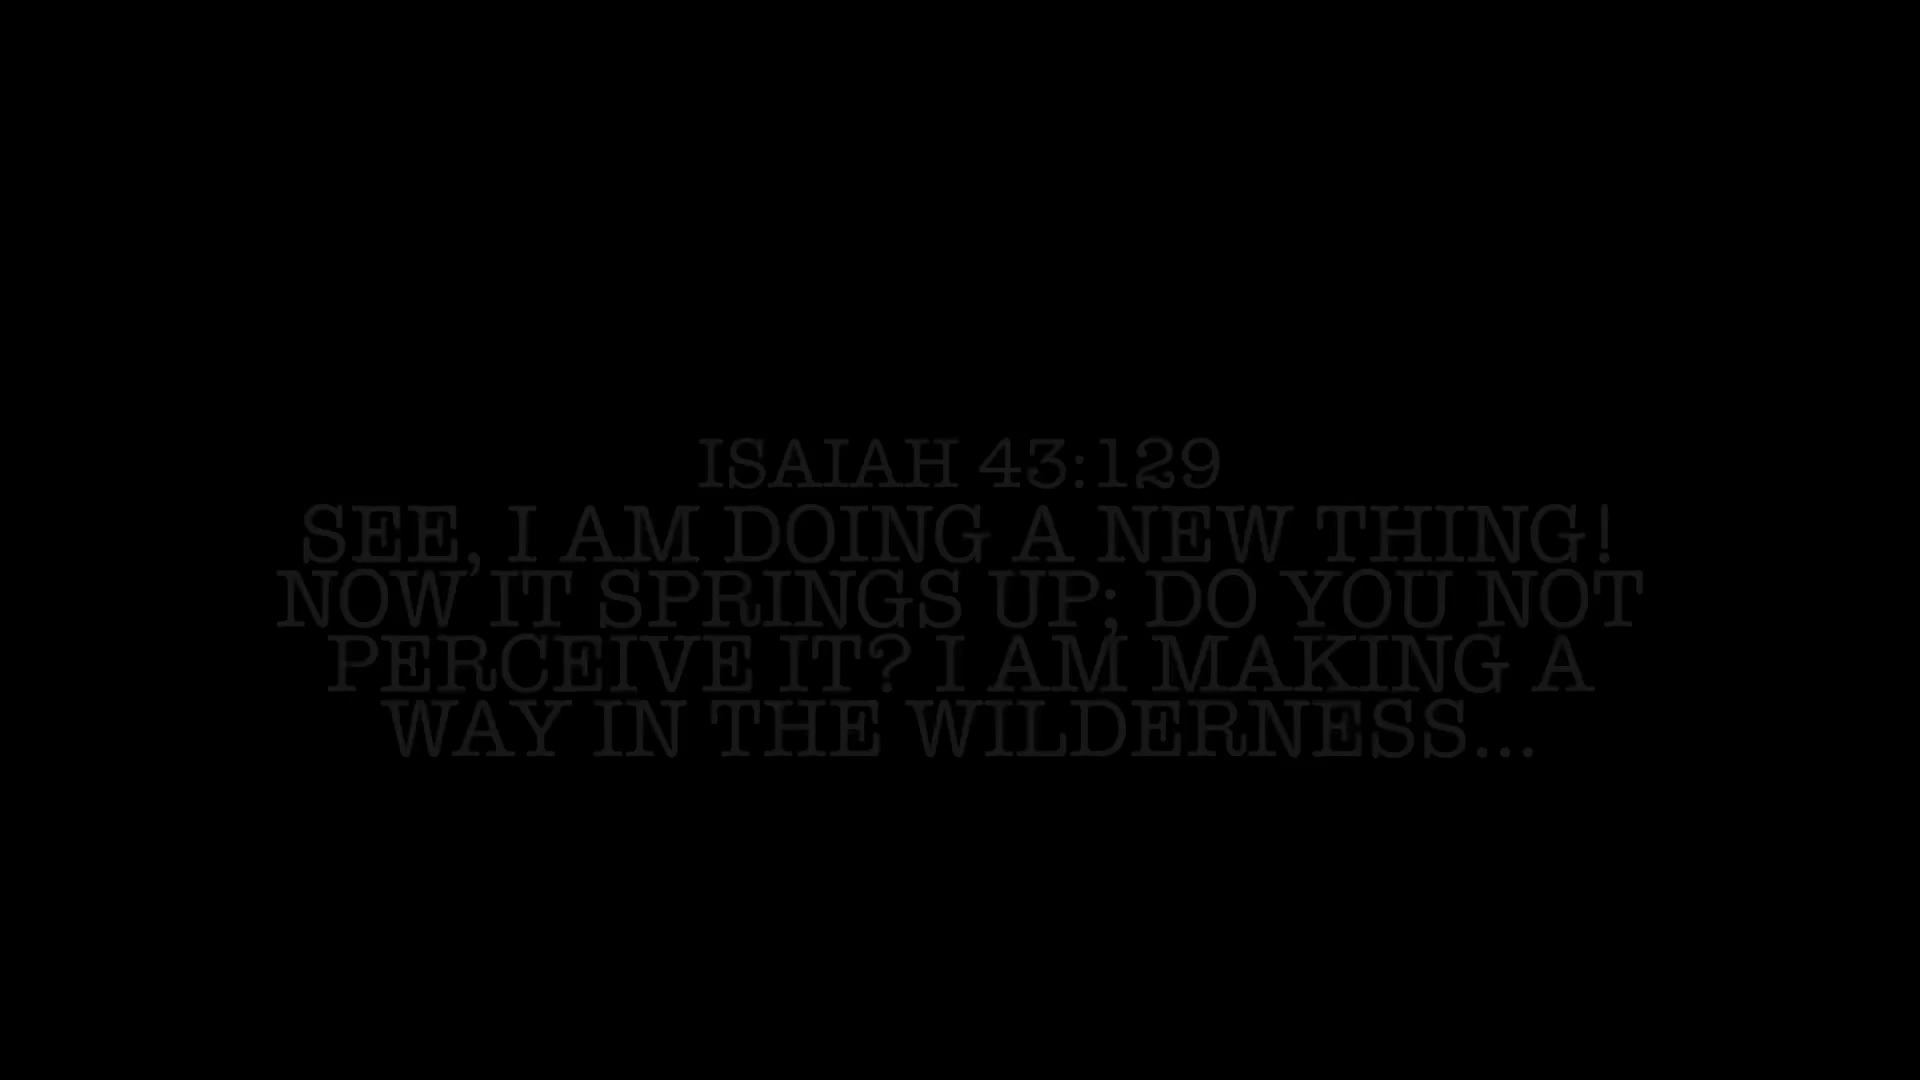 ISAIAH 43:129
SEE, I AM DOING A NEW THING!
NOW IT SPRINGS UP; DO YOU NOT
PERCEIVE IT? I AM MAKING A
WAY IN THE WILDERNESS...